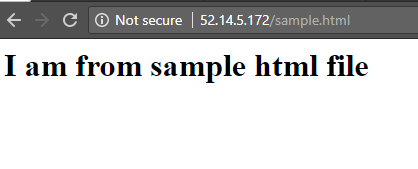 Not secure | 52.14.5.172/sample.html
I am from sample html file